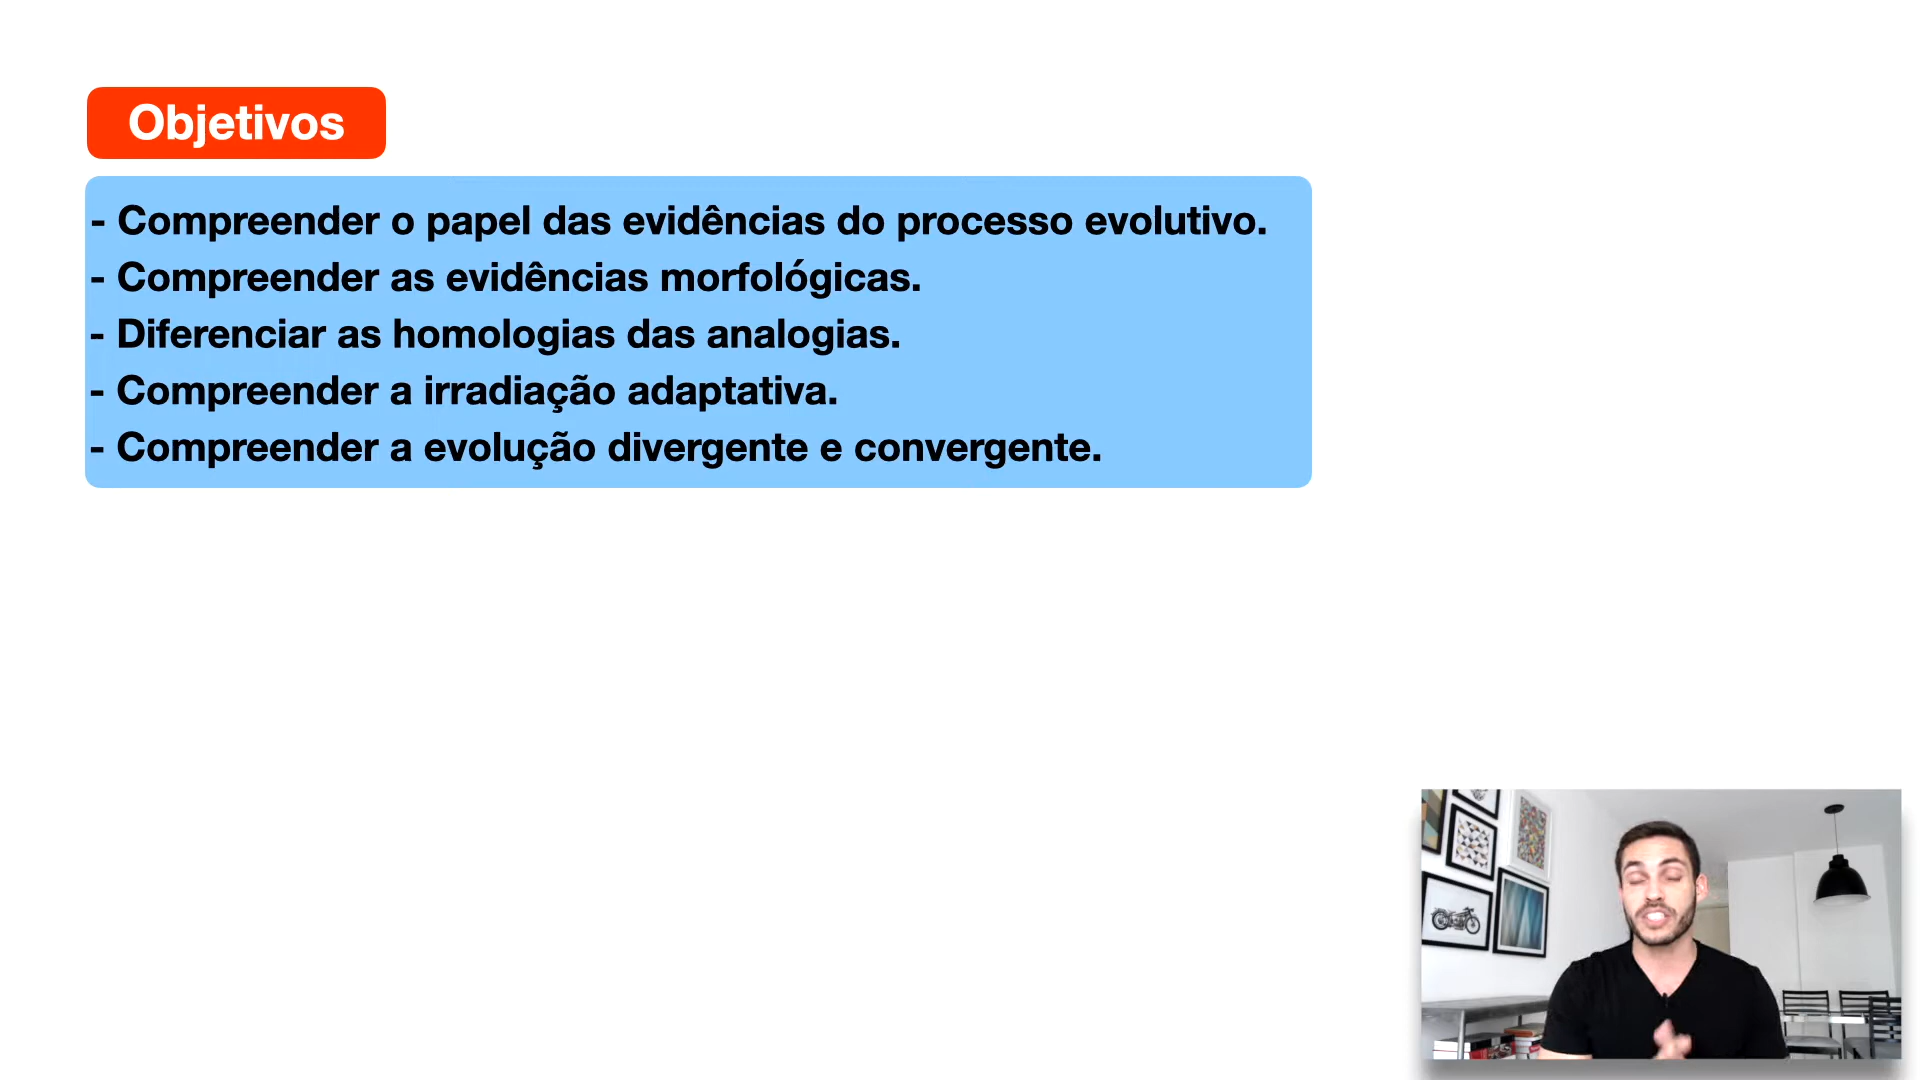 Objetivos
- Compreender o papel das evidências do processo evolutivo.
- Compreender as evidências morfológicas.
- Diferenciar as homologias das analogias.
- Compreender a irradiação adaptativa.
- Compreender a evolução divergente e convergente.